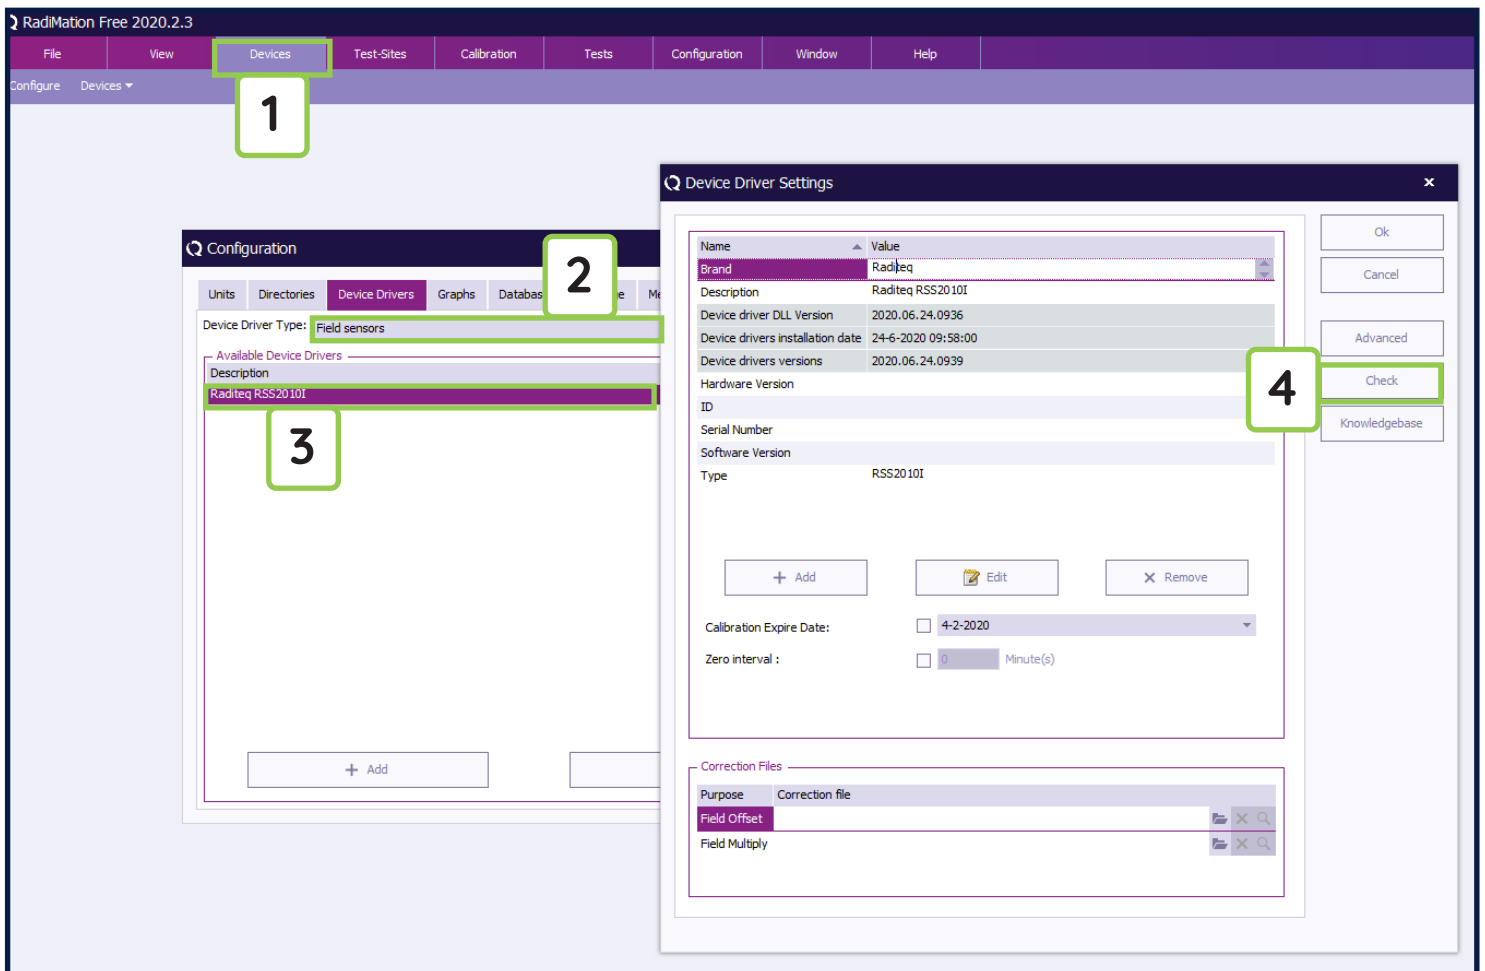 RadiMation Free 2020.2.3
File View Devices Test-Sites Calibration Tests Configuration Window Help
Configure Devices
1
Device Driver Settings
Configuration
2
Units Directories Device Drivers Graphs
Device Driver Type: Field sensors
Available Device Drivers
Description
Raditeq RSS2010I
3
Add
Name Value
Brand Raditeq
Description Raditeq RSS2010I
Device driver DLL Version 2020.06.24.0936
Device drivers installation date 24-6-2020 09:58:00
Device drivers versions 2020.06.24.0939
Hardware Version
ID
Serial Number
Software Version
Type RSS2010I
Add Edit Remove
Calibration Expire Date: 4-2-2020
Zero interval : 0 Minute(s)
Correction Files
Purpose Correction file
Field Offset
Field Multiply
Ok
Cancel
Advanced
4
Check
Knowledgebase